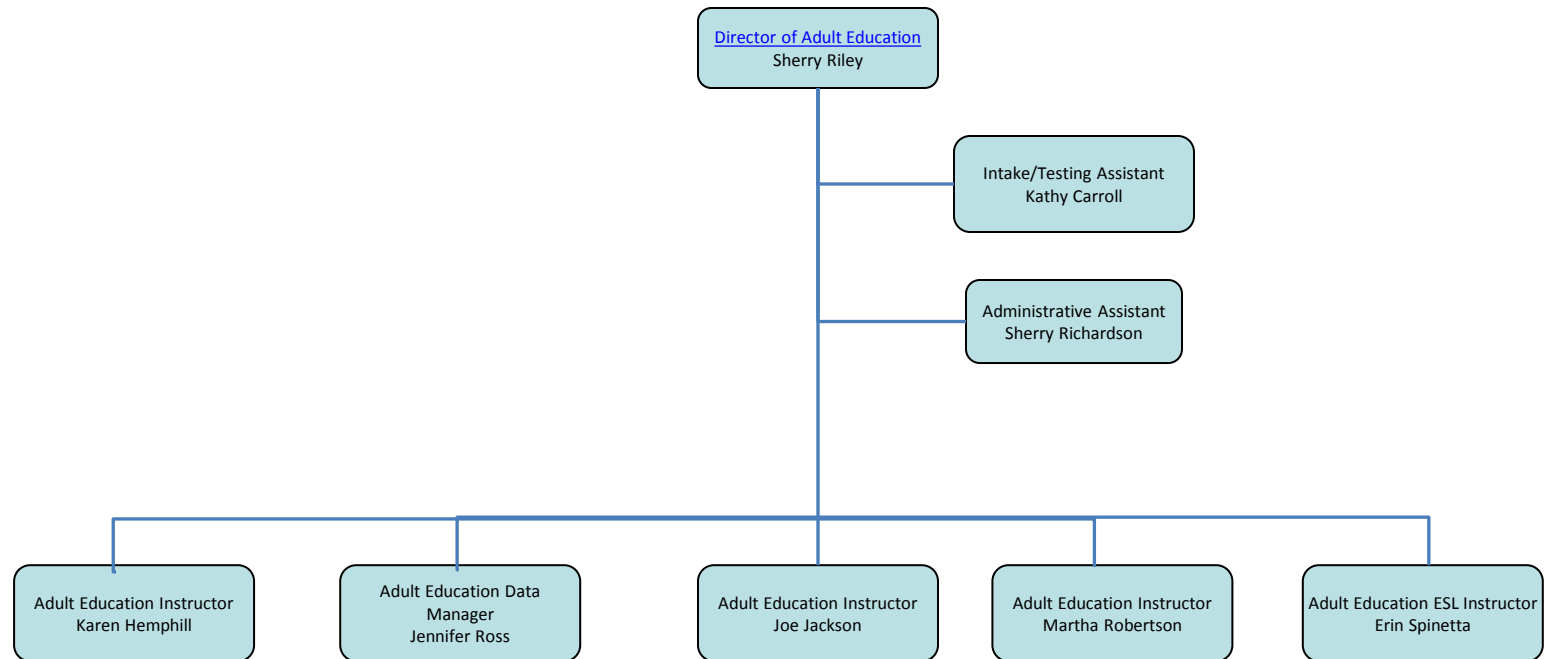 Director of Adult Education
Sherry Riley
Intake/Testing Assistant
Kathy Carroll
Administrative Assistant
Sherry Richardson
Adult Education Instructor
Karen Hemphill
Adult Education Data
Manager
Jennifer Ross
Adult Education Instructor
Joe Jackson
Adult Education Instructor
Martha Robertson
Adult Education ESL Instructor
Erin Spinetta